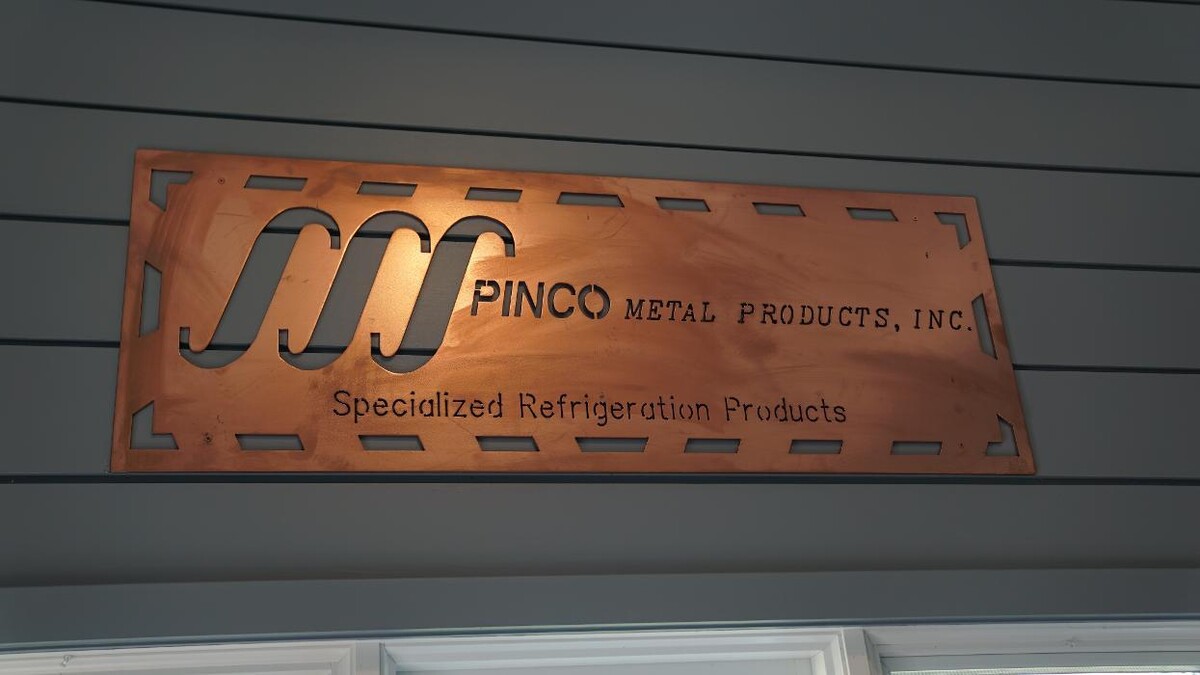 PINCO METAL PRODUCTS, INC.
Specialized Refrigeration Products